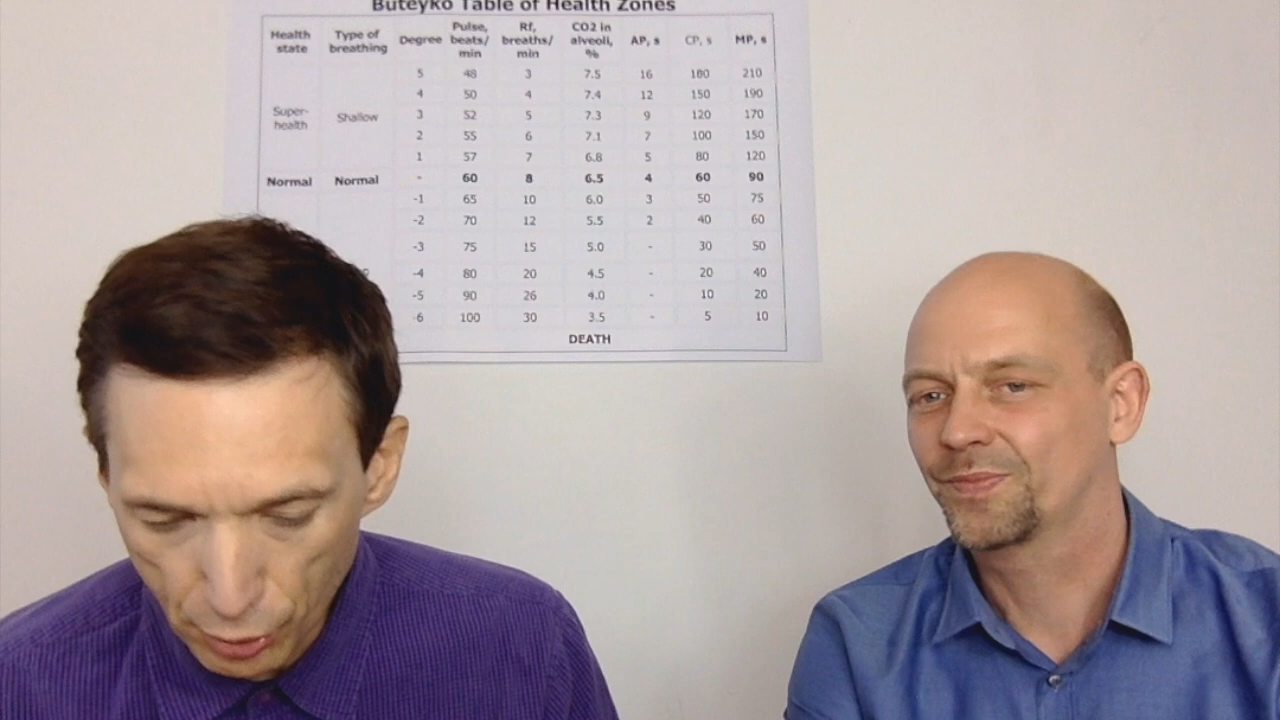 Buteyko Table of Health Zones
Health state Type of breathing Degree Pulse, beats/ min Rf, breaths/ min CO2 in alveoli, % AP, s CP, s MP, s
5 48 3 7.5 16 180 210
4 50 4 7.4 12 150 190
Super- health Shallow 3 52 5 7.3 9 120 170
2 55 6 7.1 7 100 150
1 57 7 6.8 5 80 120
Normal Normal - 60 8 6.5 4 60 90
-1 65 10 6.0 3 50 75
-2 70 12 5.5 2 40 60
-3 75 15 5.0 - 30 50
-4 80 20 4.5 - 20 40
-5 90 26 4.0 - 10 20
-6 100 30 3.5 - 5 10
DEATH